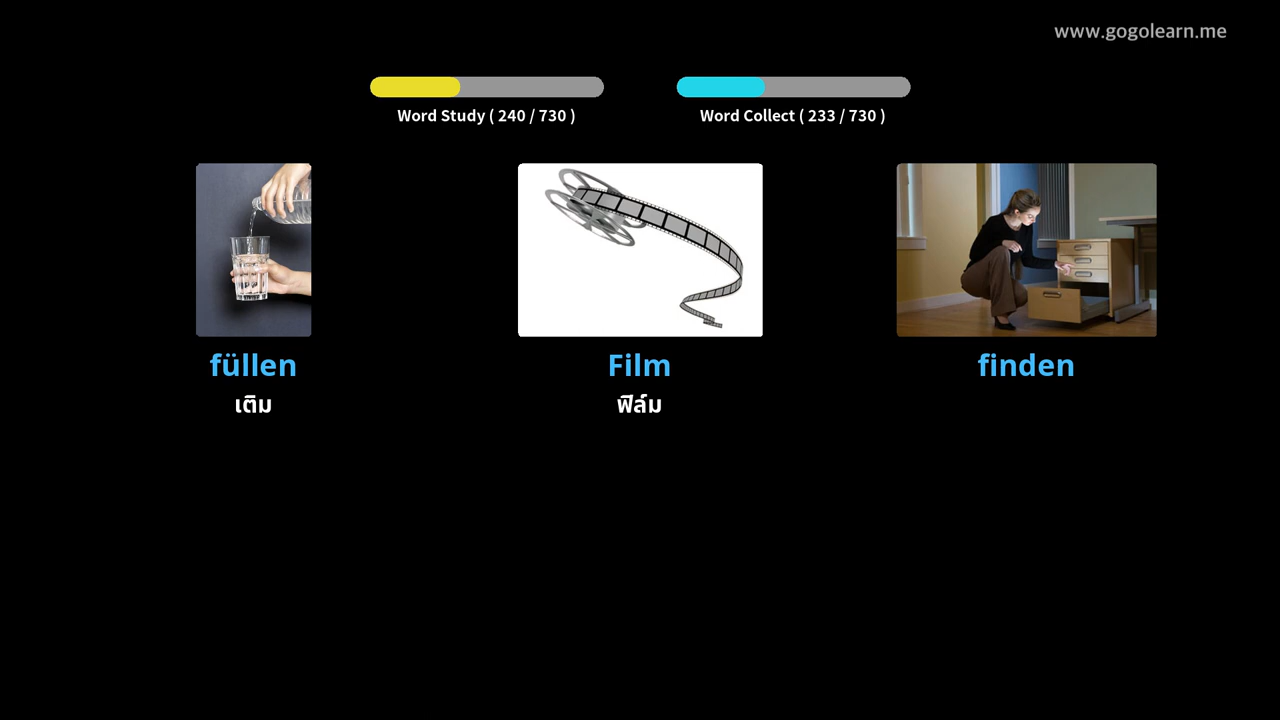 www.gogolearn.me
Word Study ( 240 / 730 )
Word Collect ( 233 / 730 )
füllen
Film
finden
เติม
ฟิล์ม